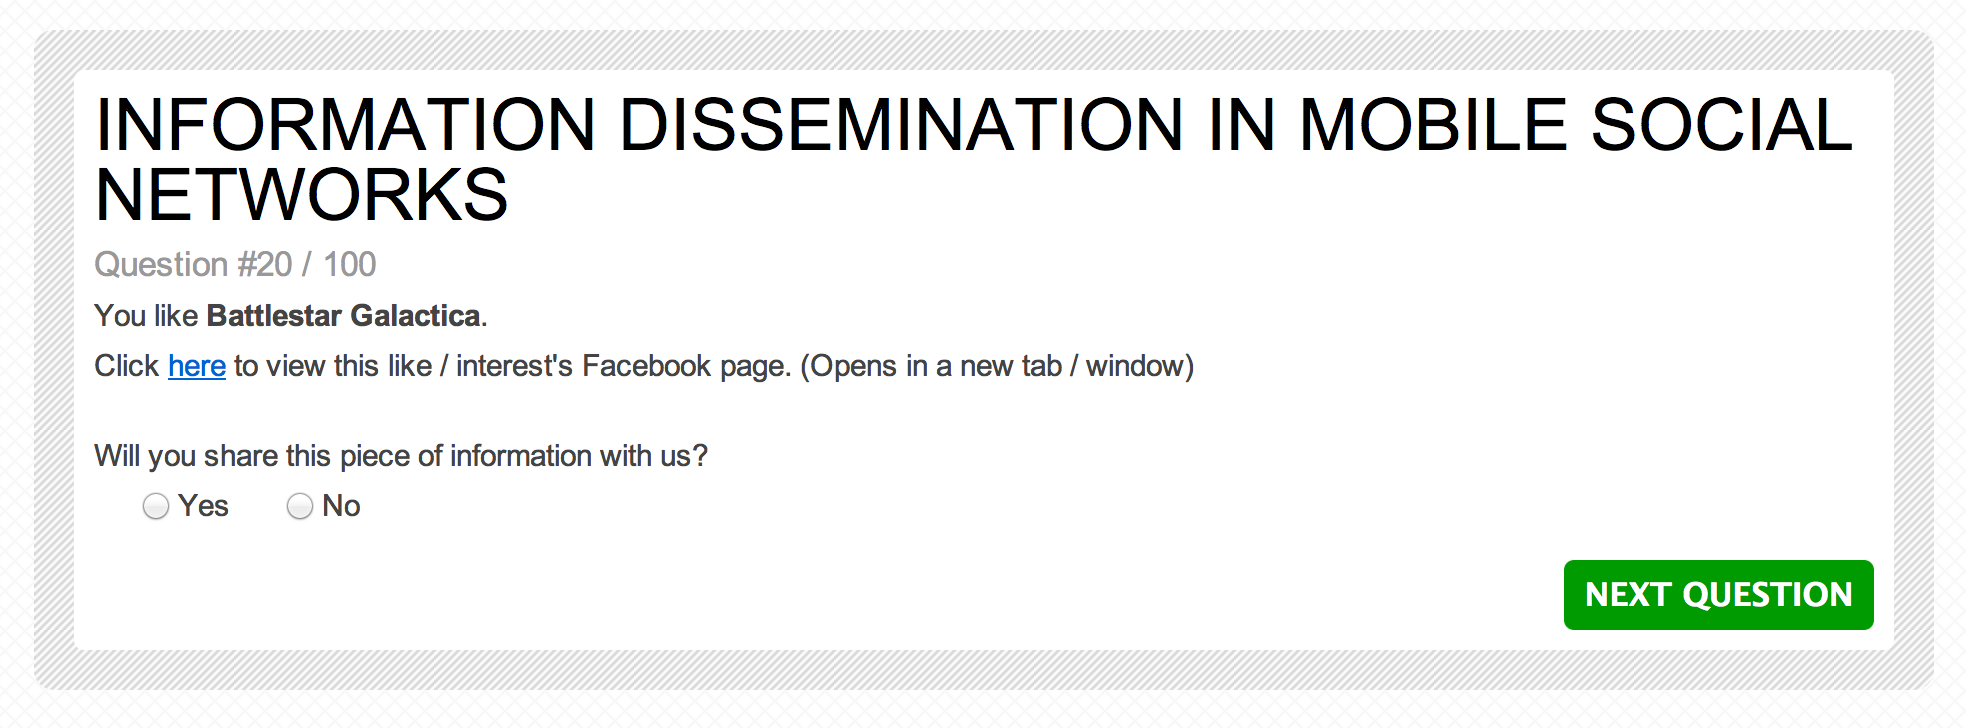 INFORMATION DISSEMINATION IN MOBILE SOCIAL
NETWORKS
Question #20 / 100
You like Battlestar Galactica.
Click here to view this like / interest's Facebook page. (Opens in a new tab / window)
Will you share this piece of information with us?
Yes No
NEXT QUESTION